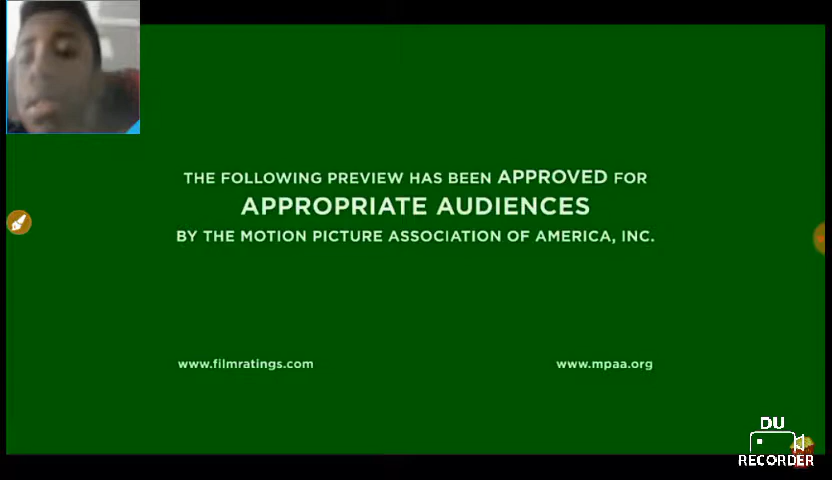 THE FOLLOWING PREVIEW HAS BEEN APPROVED FOR
APPROPRIATE AUDIENCES
BY THE MOTION PICTURE ASSOCIATION OF AMERICA, INC.
www.filmratings.com www.mpaa.org
DU
RECORDER